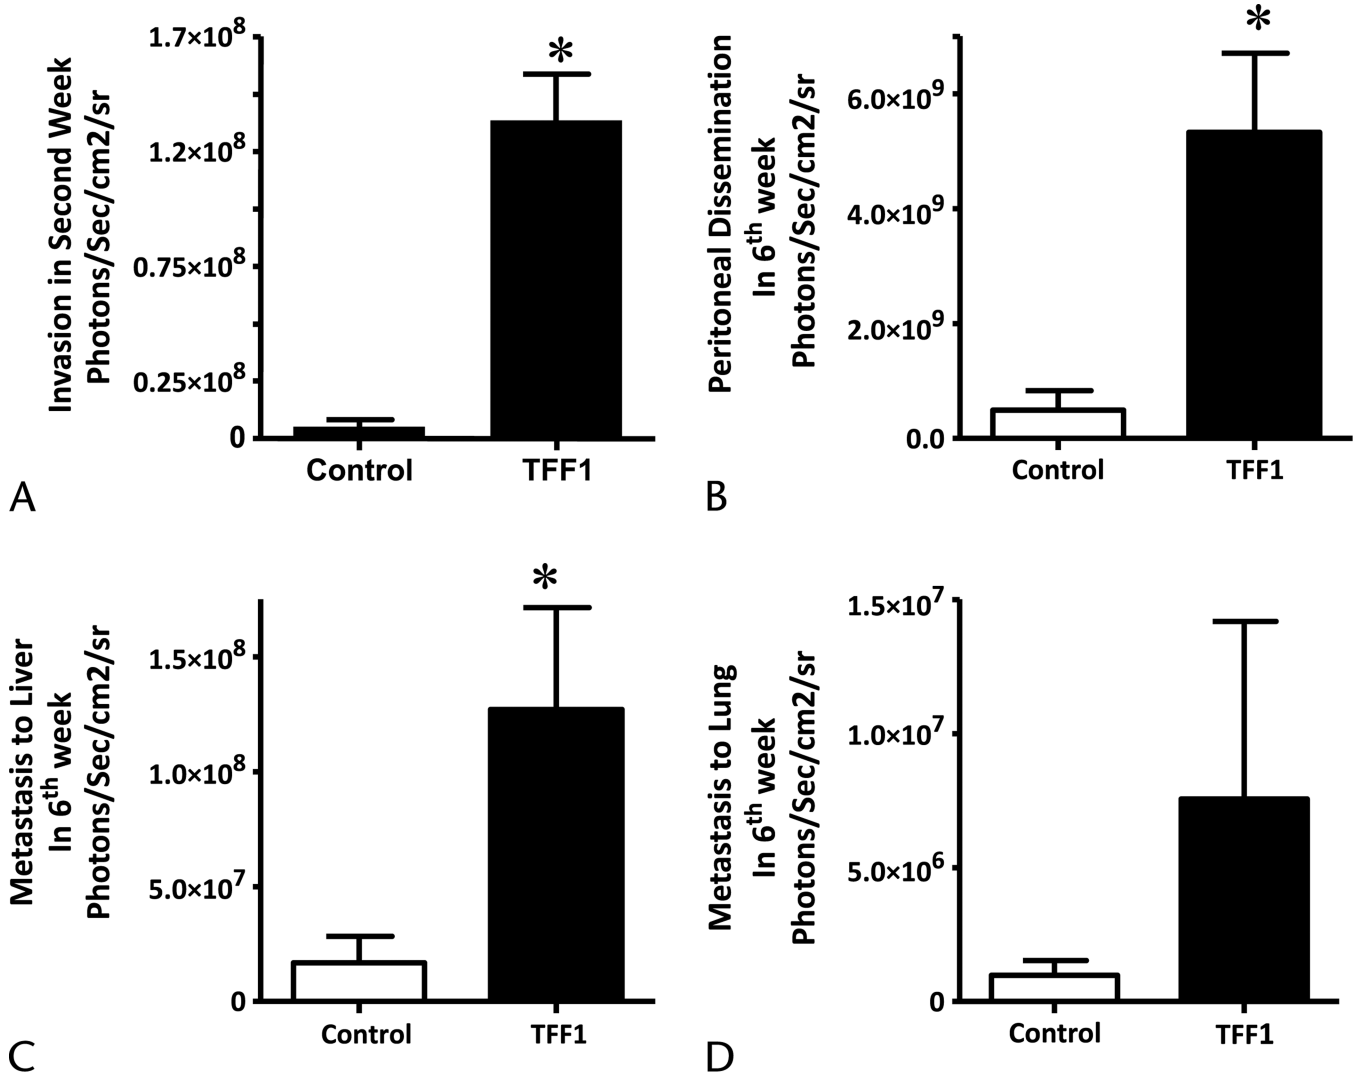 Invasion in Second Week
Photons/Sec/cm2/sr
1.7×10⁸
1.2×10⁸
0.75×10⁸
0.25×10⁸
0
*
Control
TFF1
A
Peritoneal Dissemination
In 6ᵗʰ week
Photons/Sec/cm2/sr
6.0×10⁹
4.0×10⁹
2.0×10⁹
0.0
*
Control
TFF1
B
Metastasis to Liver
In 6ᵗʰ week
Photons/Sec/cm2/sr
1.5×10⁸
1.0×10⁸
5.0×10⁷
0
*
Control
TFF1
C
Metastasis to Lung
In 6ᵗʰ week
Photons/Sec/cm2/sr
1.5×10⁷
1.0×10⁷
5.0×10⁶
0
Control
TFF1
D